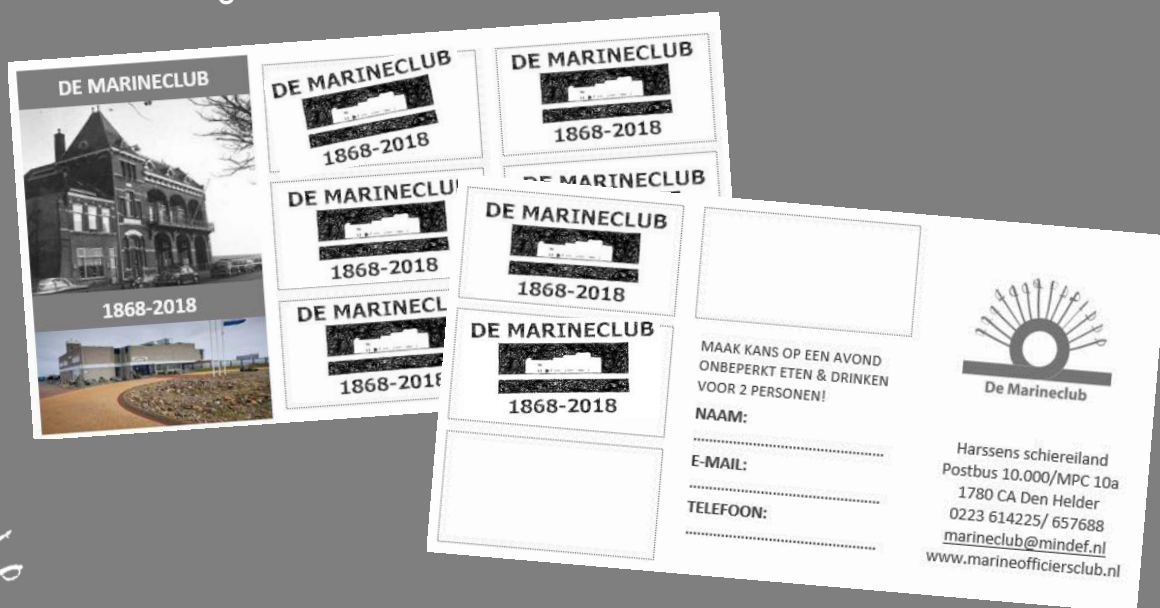 DE MARINECLUB
1868-2018
DE MARINECLUB
1868-2018
DE MARINECLUB
1868-2018
DE MARINECLU
1868-2018
DE MARINECLUB
DE MARINECL
1868-2018
DE MARINECLUB
1868-2018
DE MARINECLUB
1868-2018
MAAK KANS OP EEN AVOND
ONBEPERKT ETEN & DRINKEN
VOOR 2 PERSONEN!
NAAM:
E-MAIL:
TELEFOON:
De Marineclub
Harssens schiereiland
Postbus 10.000/MPC 10a
1780 CA Den Helder
0223 614225/ 657688
marineclub@mindef.nl
www.marineofficiersclub.nl